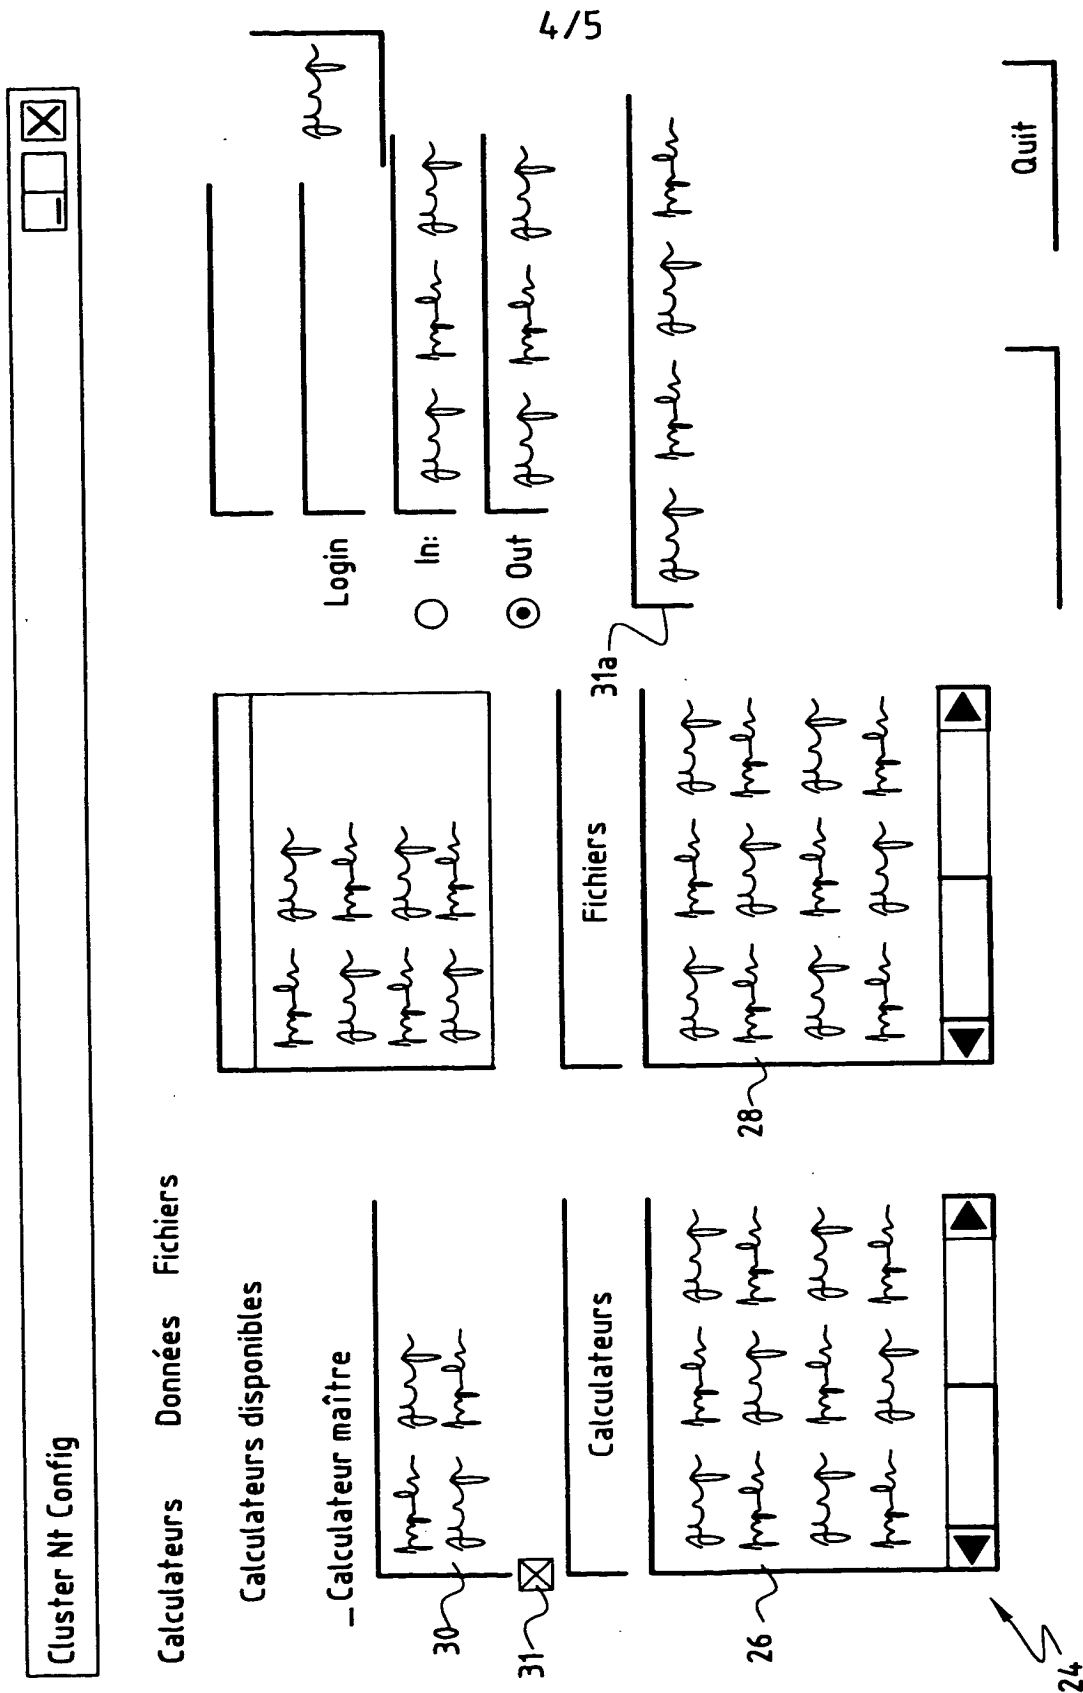 4/5
Cluster Nt Config
Calculateurs Données Fichiers
Calculateurs disponibles
_ Calculateur maître
Login
In:
Out
30
31
31a
Calculateurs
Fichiers
26
28
Quit
24